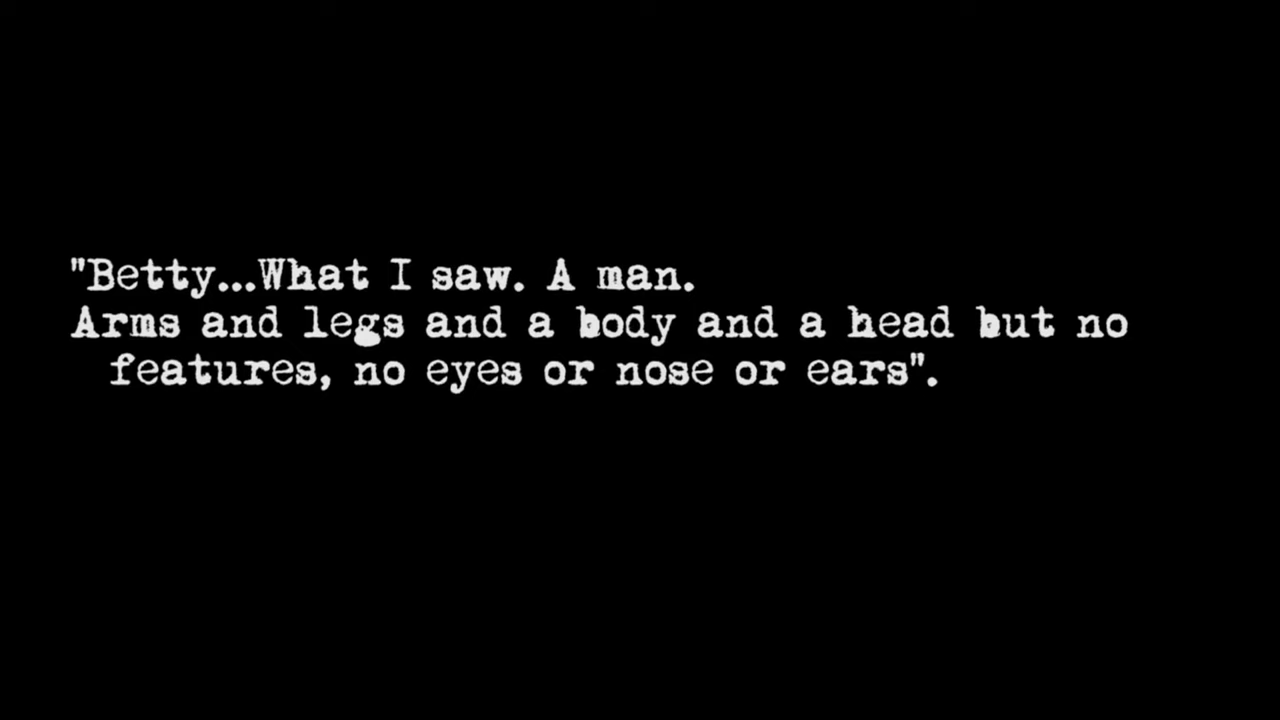 "Betty...What I saw. A man.
Arms and legs and a body and a head but no
features, no eyes or nose or ears".